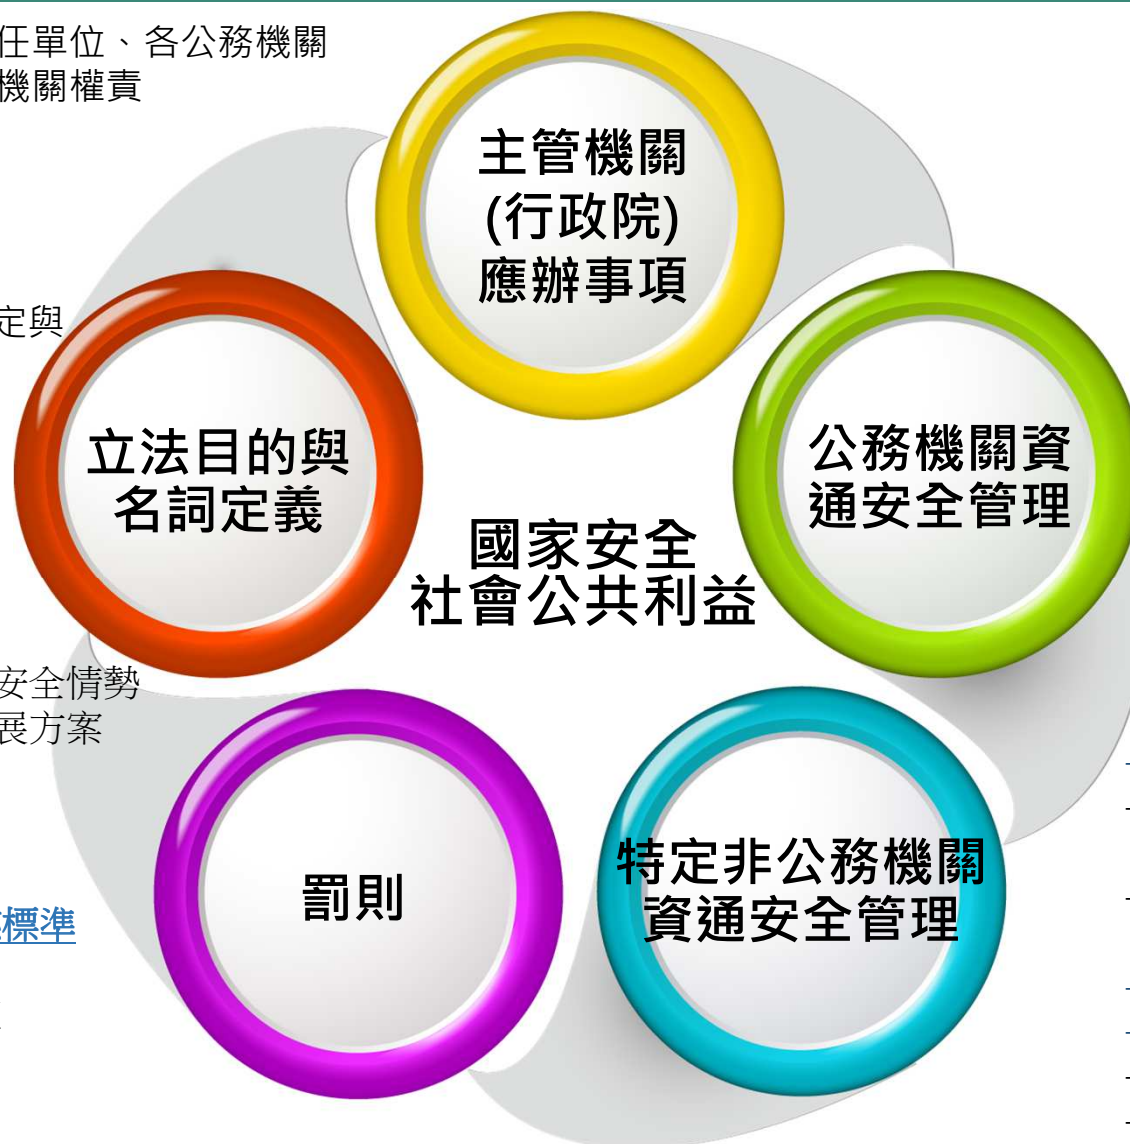 任單位、各公務機關
機關權責
主管機關
(行政院)
應辦事項
定與
立法目的與
名詞定義
公務機關資
通安全管理
國家安全
社會公共利益
安全情勢
展方案
特定非公務機關
資通安全管理
罰則
標準